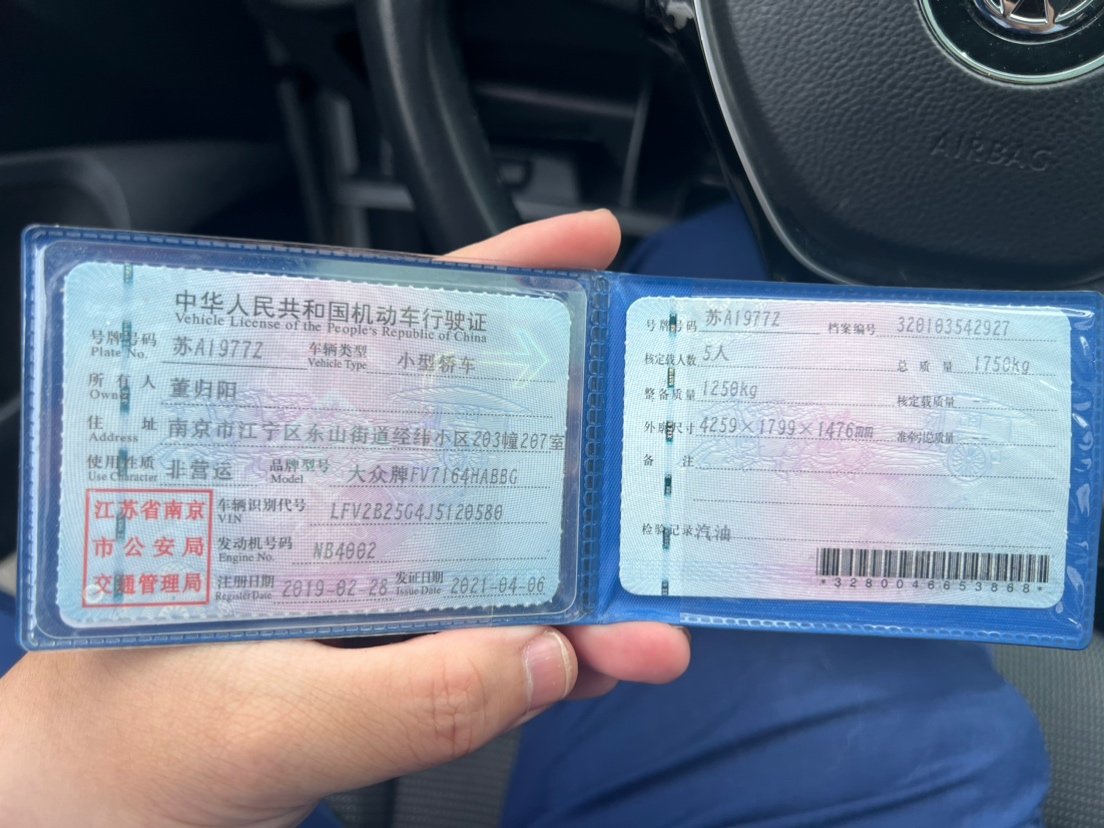 AIRBAG
中华人民共和国机动车行驶证
Vehicle License of the People's Republic of China
号牌号码 苏A1977Z 车辆类型 小型轿车
Plate No. Vehicle Type
所有人 董归阳
Owner
住址 南京市江宁区东山街道经纬小区203幢207室
Address
使用性质 非营运 品牌型号 大众牌FV7164HABBG
Use Character Model
江苏省南京
市公安局
交通管理局
车辆识别代号 LFV2B25G4J5120580
VIN
发动机号码 NB4002
Engine No.
注册日期 2019-02-28 发证日期 2021-04-06
Register Date Issue Date
号牌号码 苏A1977Z 档案编号 320103542927
核定载人数 5人 总质量 1750kg
整备质量 1250kg 核定载质量 --
外廓尺寸 4259×1799×1476mm 准牵引总质量 --
备注
检验记录 汽油
*3280046653868*